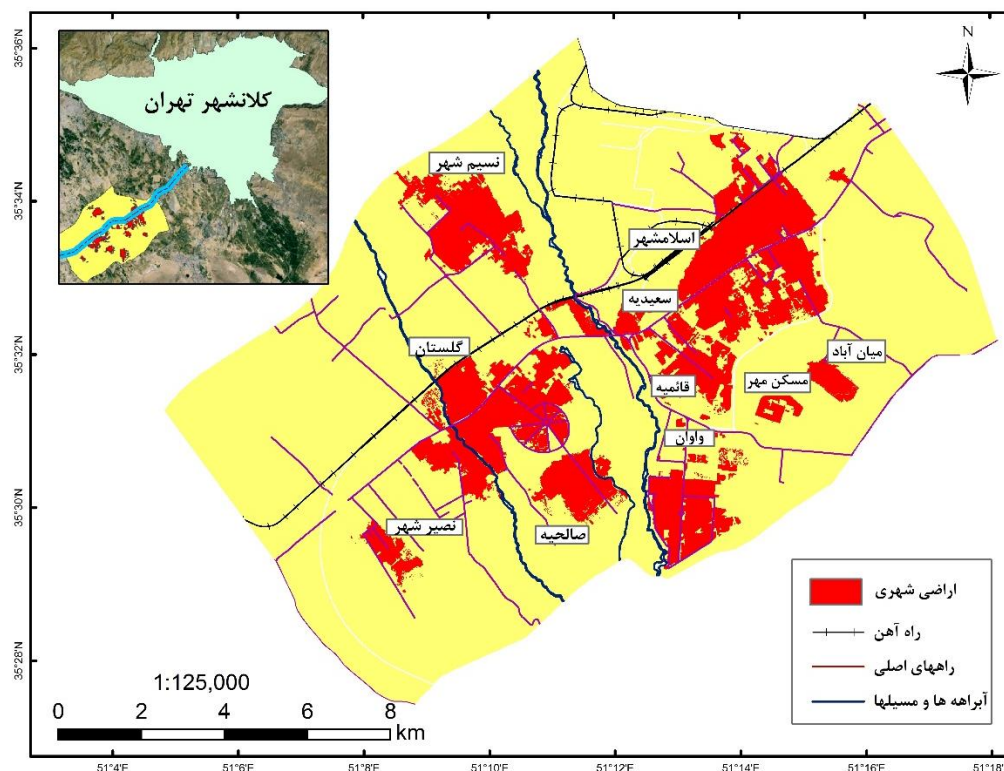 کلانشهر تهران
N
نسیم شهر
اسلامشهر
سعیدیه
گلستان
میان آباد
مسکن مهر
قائمیه
واوان
نصیر شهر
صالحیه
اراضی شهری
راه آهن
راههای اصلی
آبراهه ها و مسیلها
1:125,000
0 2 4 6 8
km
35°36'N
35°34'N
35°32'N
35°30'N
35°28'N
51°4'E 51°6'E 51°8'E 51°10'E 51°12'E 51°14'E 51°16'E 51°18'E